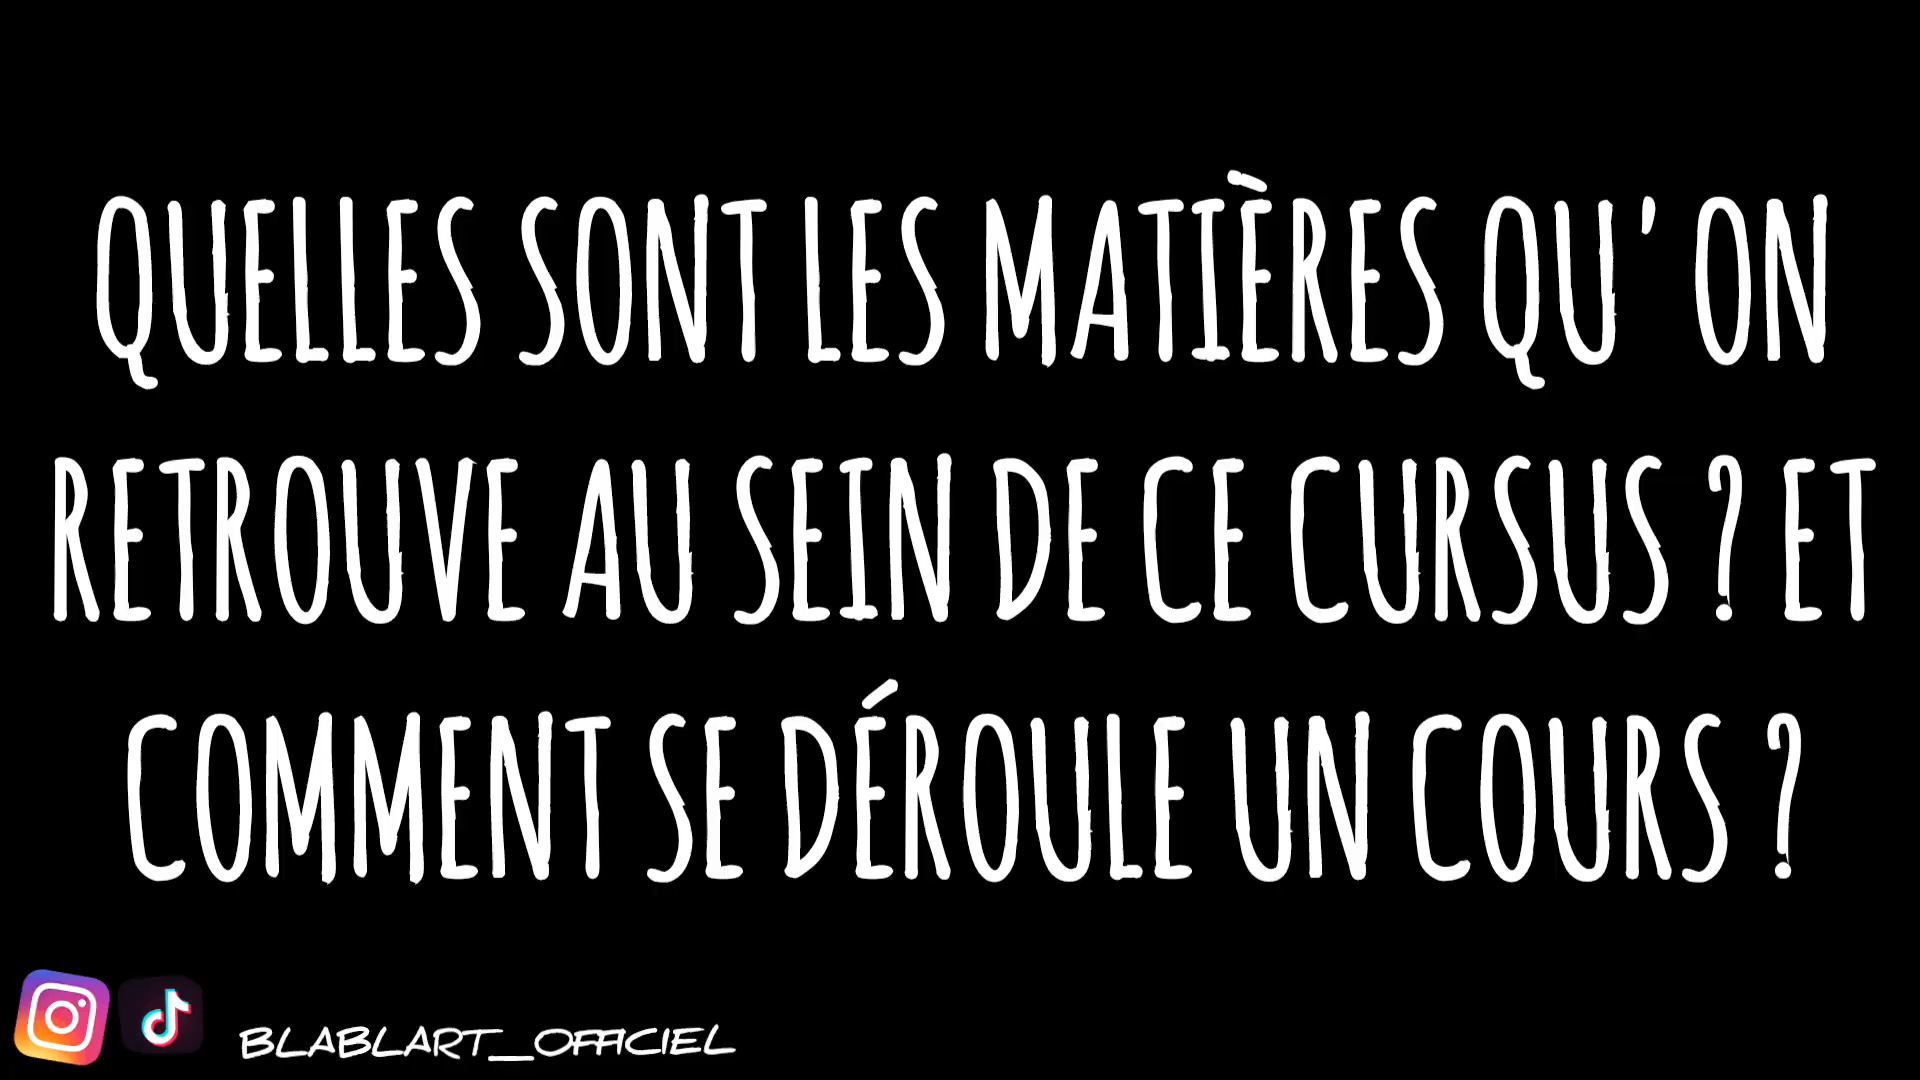 QUELLES SONT LES MATIÈRES QU'ON
RETROUVE AU SEIN DE CE CURSUS ? ET
COMMENT SE DÉROULE UN COURS ?
BLABLART_OFFICIEL